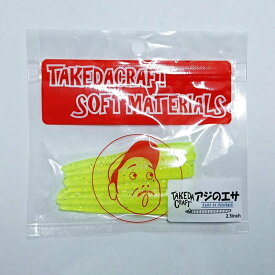 TAKEDACRAFT
SOFT MATERIALS
TAKEDA
CRAFT
アジのエサ
2.5inch